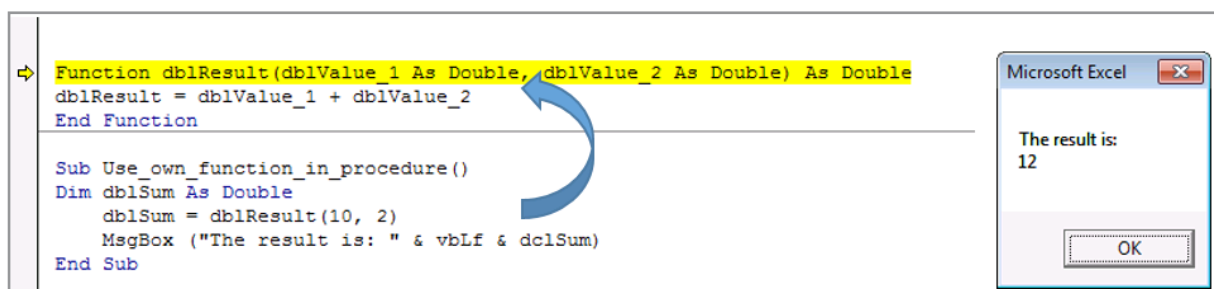 Function dblResult(dblValue_1 As Double, dblValue_2 As Double) As Double
dblResult = dblValue_1 + dblValue_2
End Function
Sub Use_own_function_in_procedure()
Dim dblSum As Double
dblSum = dblResult(10, 2)
MsgBox ("The result is: " & vbLf & dclSum)
End Sub
Microsoft Excel
The result is:
12
OK